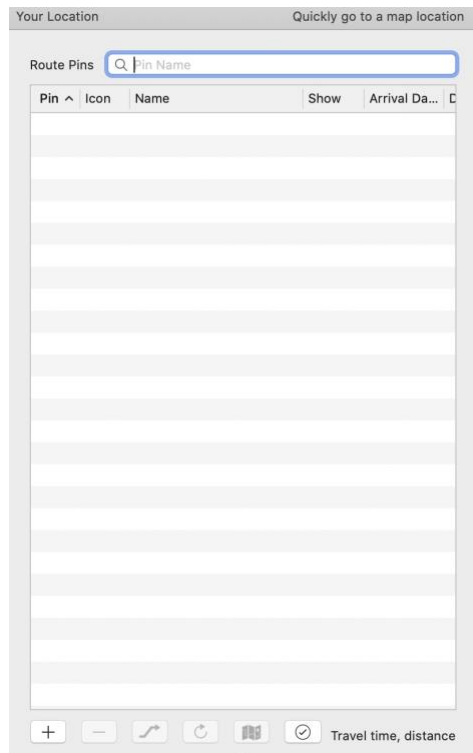 Your Location Quickly go to a map location
Route Pins Pin Name
Pin Icon Name Show Arrival Da... D
Travel time, distance